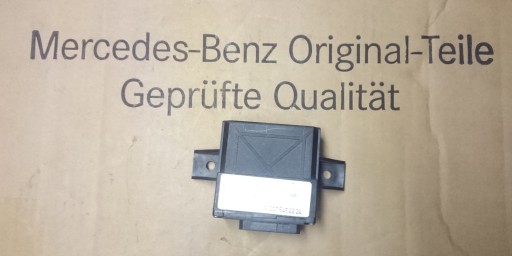 Mercedes-Benz Original-Teile
Geprüfte Qualität